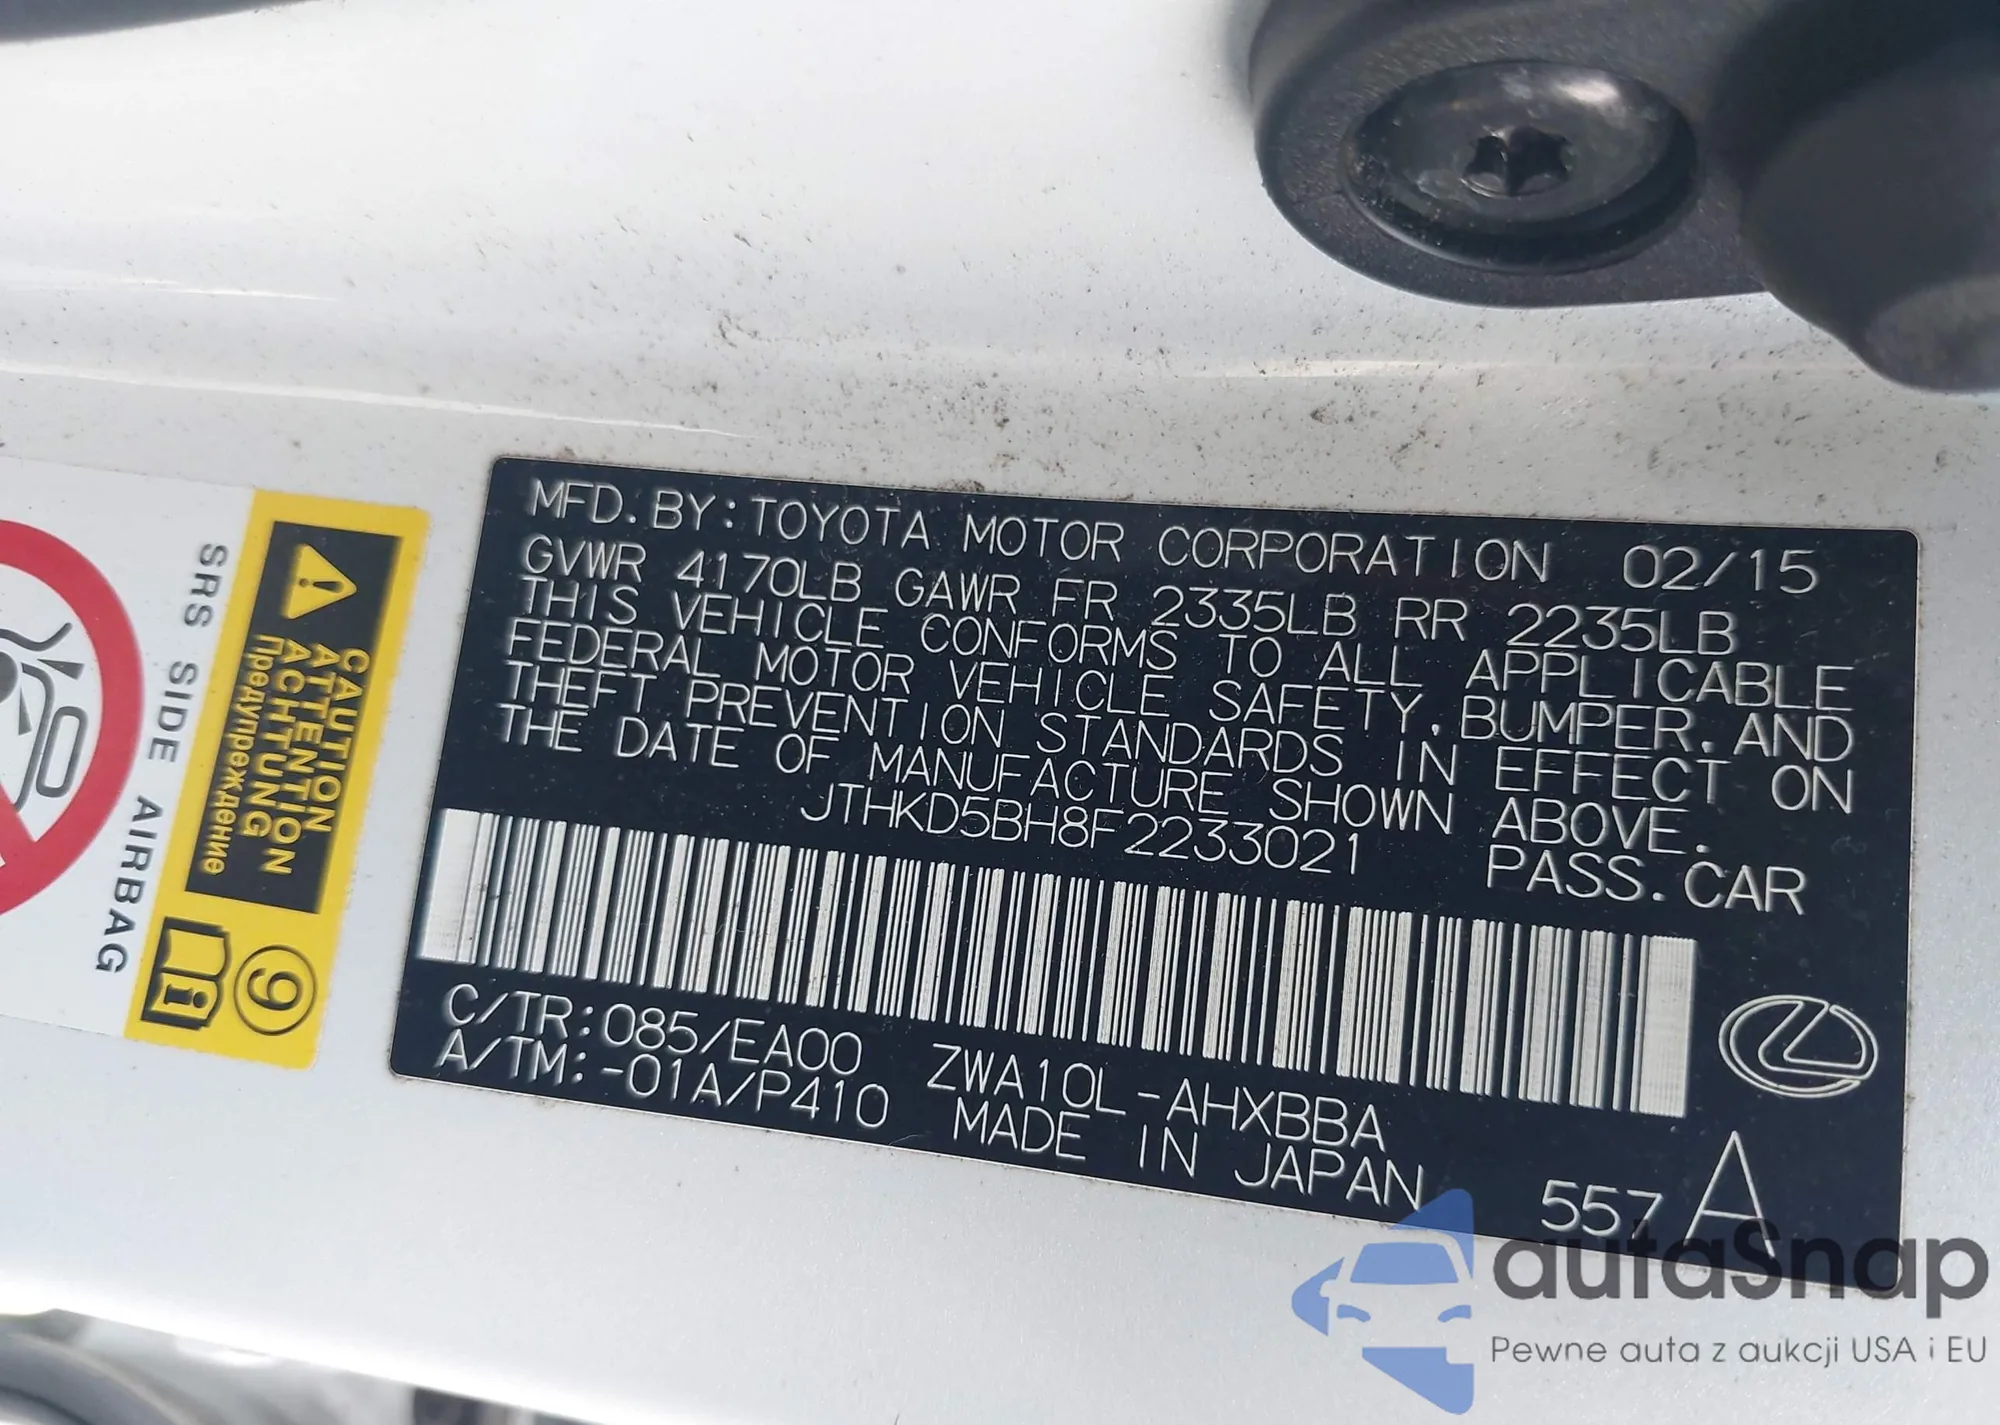 MFD.BY:TOYOTA MOTOR CORPORATION 02/15
GVWR 4170LB GAWR FR 2335LB RR 2235LB
THIS VEHICLE CONFORMS TO ALL APPLICABLE
FEDERAL MOTOR VEHICLE SAFETY,BUMPER,AND
THEFT PREVENTION STANDARDS IN EFFECT ON
THE DATE OF MANUFACTURE SHOWN ABOVE.
JTHKD5BH8F2233021 PASS.CAR
C/TR:085/EA00 ZWA10L-AHXBBA
A/TM:-01A/P410 MADE IN JAPAN
557 A
SRS SIDE AIRBAG
CAUTION
ATTENTION
ACHTUNG
Предупреждение
9
autaSnap
Pewne auta z aukcji USA i EU